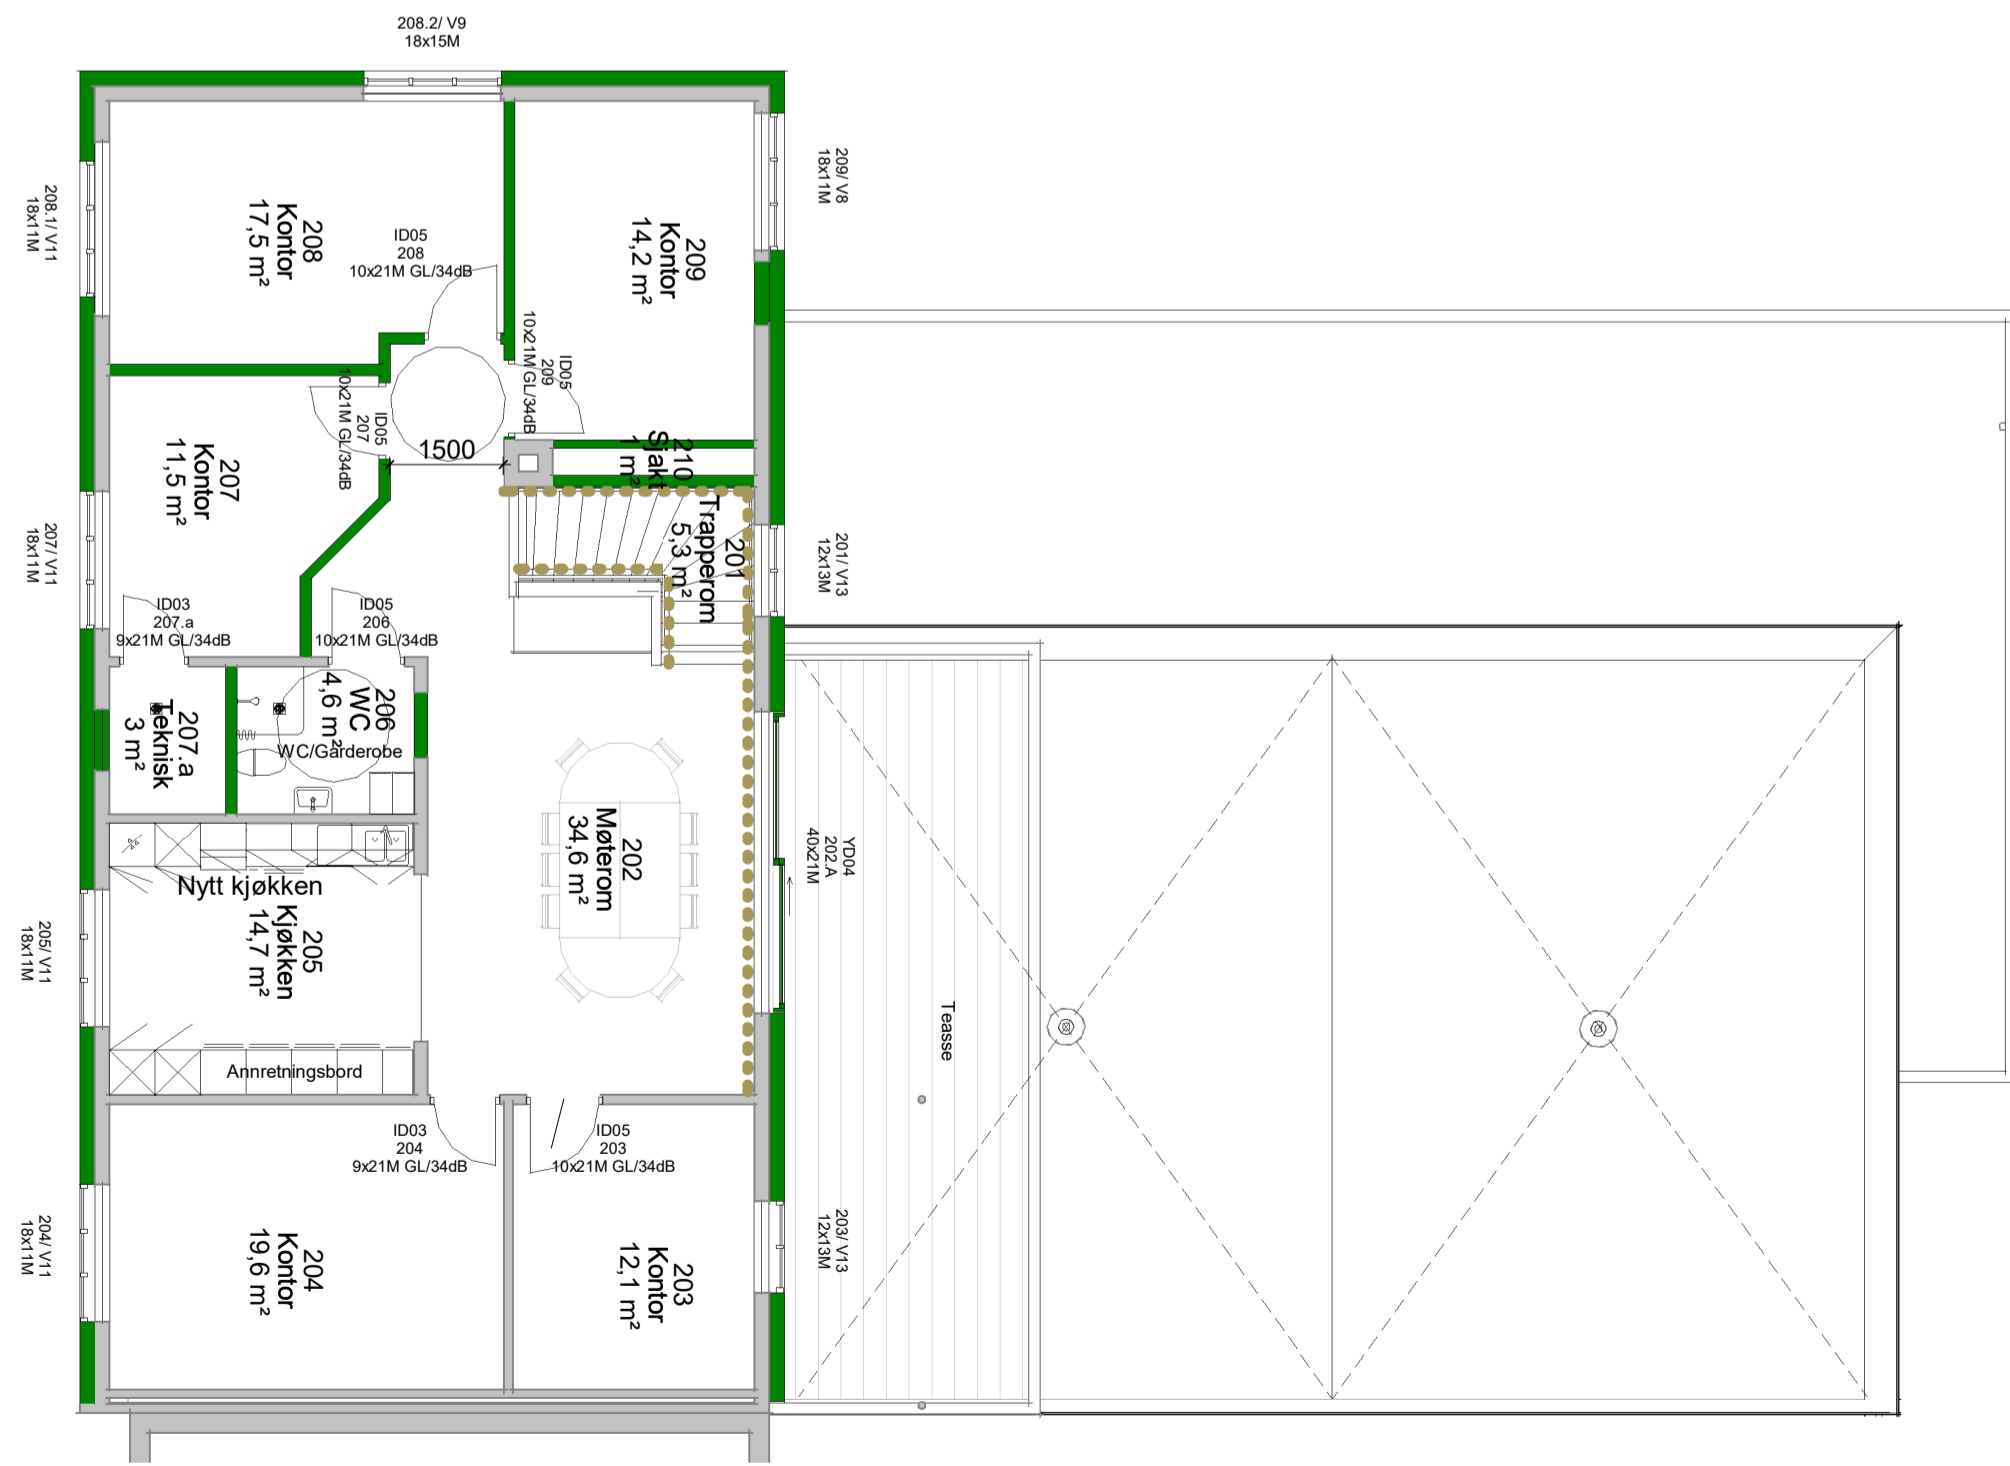 208.2/ V9
18x15M
208.1/ V11
18x11M
208
Kontor
17,5 m²
ID05
208
10x21M GL/34dB
209
Kontor
14,2 m²
209/ V8
18x11M
ID05
209
10x21M GL/34dB
ID05
207
10x21M GL/34dB
1500
210
Sjakt
1 m²
207
Kontor
11,5 m²
207/ V11
18x11M
201
Trapperom
5,3 m²
201/ V13
12x13M
ID03
207.a
9x21M GL/34dB
ID05
206
10x21M GL/34dB
207.a
Teknisk
3 m²
206
WC
4,6 m²
WC/Garderobe
202
Møterom
34,6 m²
YD04
202.A
40x21M
Nytt kjøkken
205
Kjøkken
14,7 m²
205/ V11
18x11M
Teasse
Annretningsbord
ID03
204
9x21M GL/34dB
ID05
203
10x21M GL/34dB
204
Kontor
19,6 m²
204/ V11
18x11M
203
Kontor
12,1 m²
203/ V13
12x13M